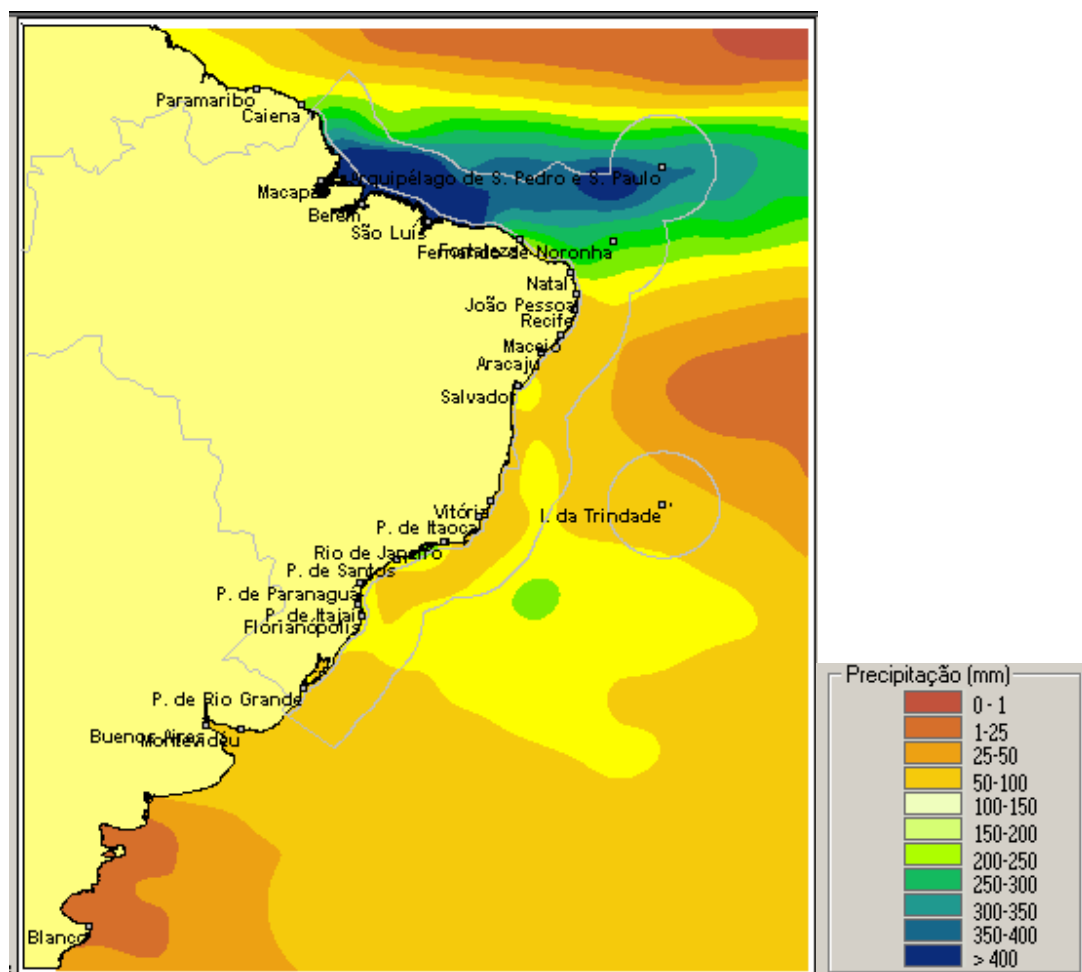 Paramaribo
Caiena
Arquipélago de S. Pedro e S. Paulo
Macapá
Belém
São Luís
Fortaleza
Fernando de Noronha
Natal
João Pessoa
Recife
Maceió
Aracaju
Salvador
Vitória
I. da Trindade
P. de Itaoca
Rio de Janeiro
P. de Santos
P. de Paranaguá
P. de Itajaí
Florianópolis
P. de Rio Grande
Buenos Aires
Montevidéu
Blanco
Precipitação (mm)
0 - 1
1-25
25-50
50-100
100-150
150-200
200-250
250-300
300-350
350-400
> 400